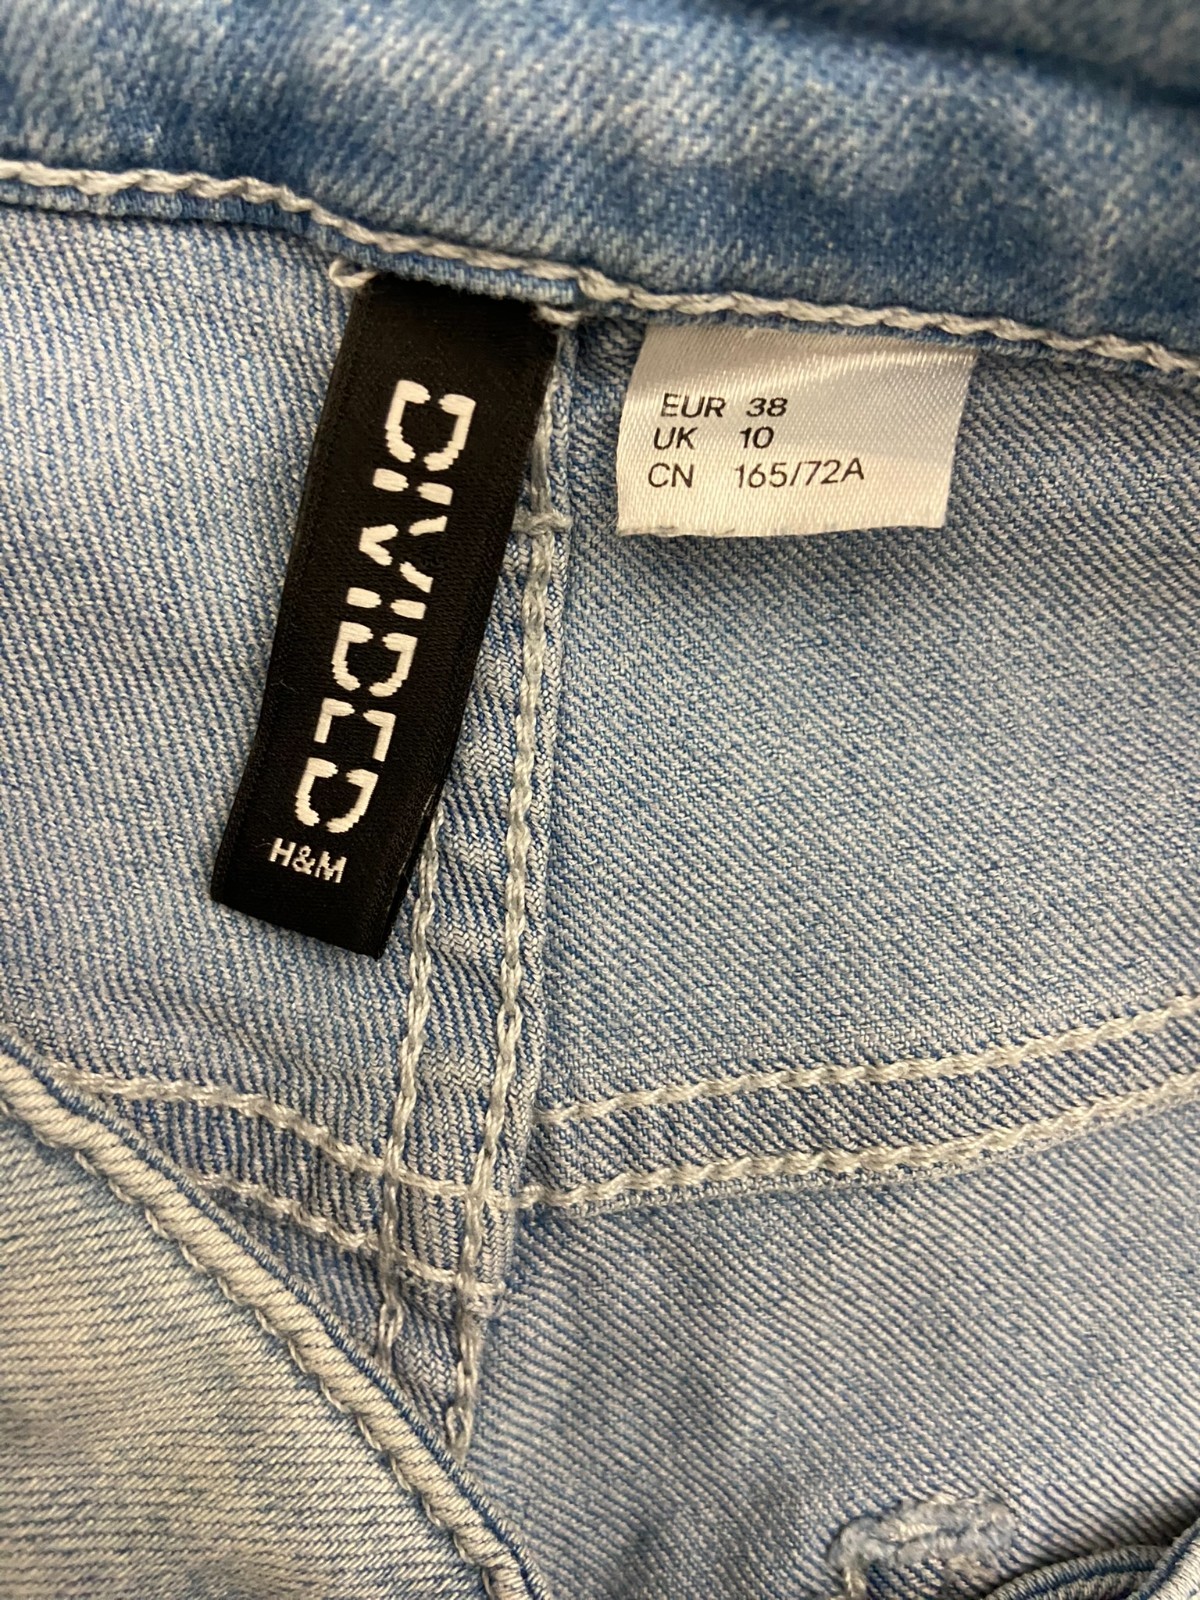 DIVIDED
H&M
EUR 38
UK 10
CN 165/72A